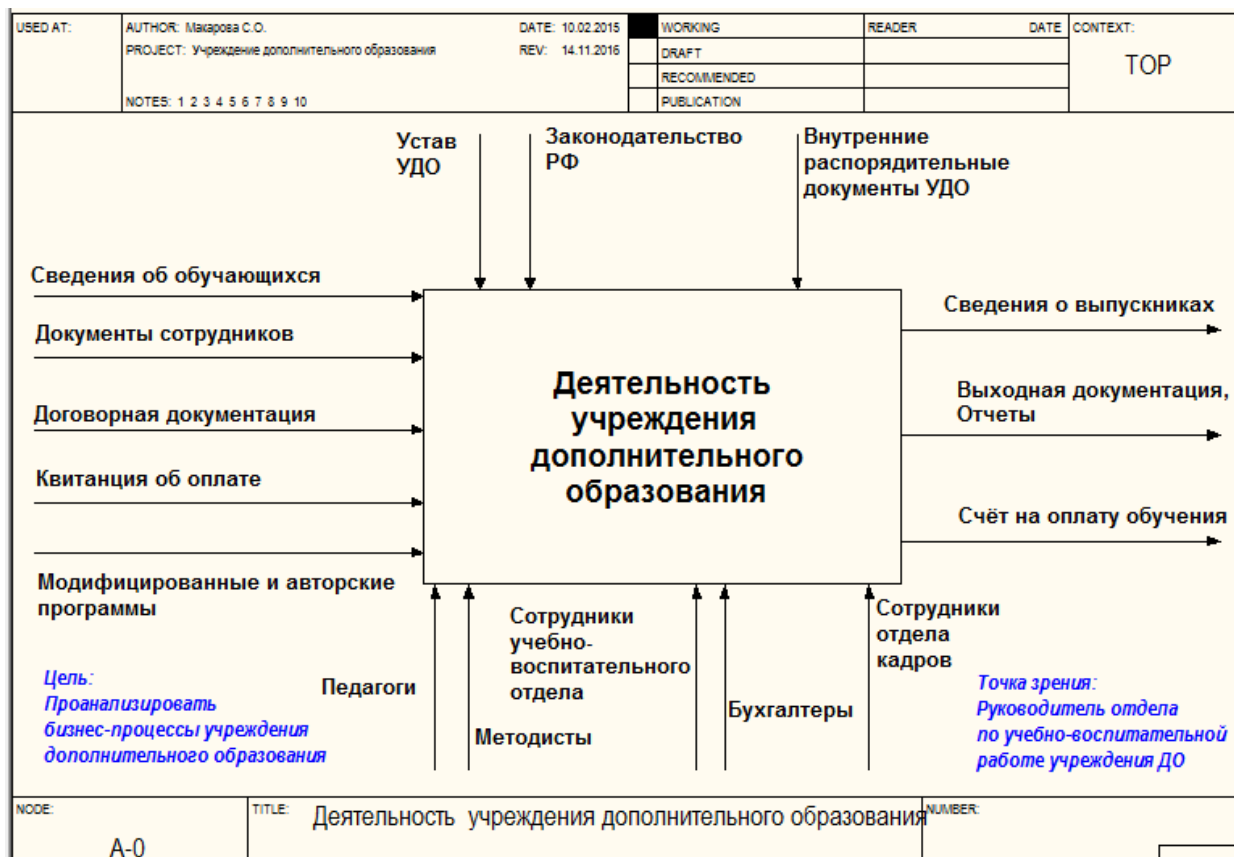 USED AT:
AUTHOR: Макарова С.О.
DATE: 10.02.2015
PROJECT: Учреждение дополнительного образования
REV: 14.11.2016
NOTES: 1 2 3 4 5 6 7 8 9 10
WORKING
DRAFT
RECOMMENDED
PUBLICATION
READER
DATE
CONTEXT:
TOP
Устав
УДО
Законодательство
РФ
Внутренние
распорядительные
документы УДО
Сведения об обучающихся
Документы сотрудников
Договорная документация
Квитанция об оплате
Модифицированные и авторские
программы
Деятельность
учреждения
дополнительного
образования
Сведения о выпускниках
Выходная документация,
Отчеты
Счёт на оплату обучения
Педагоги
Методисты
Сотрудники
учебно-
воспитательного
отдела
Бухгалтеры
Сотрудники
отдела
кадров
Цель:
Проанализировать
бизнес-процессы учреждения
дополнительного образования
Точка зрения:
Руководитель отдела
по учебно-воспитательной
работе учреждения ДО
NODE:
A-0
TITLE:
Деятельность учреждения дополнительного образования
NUMBER: